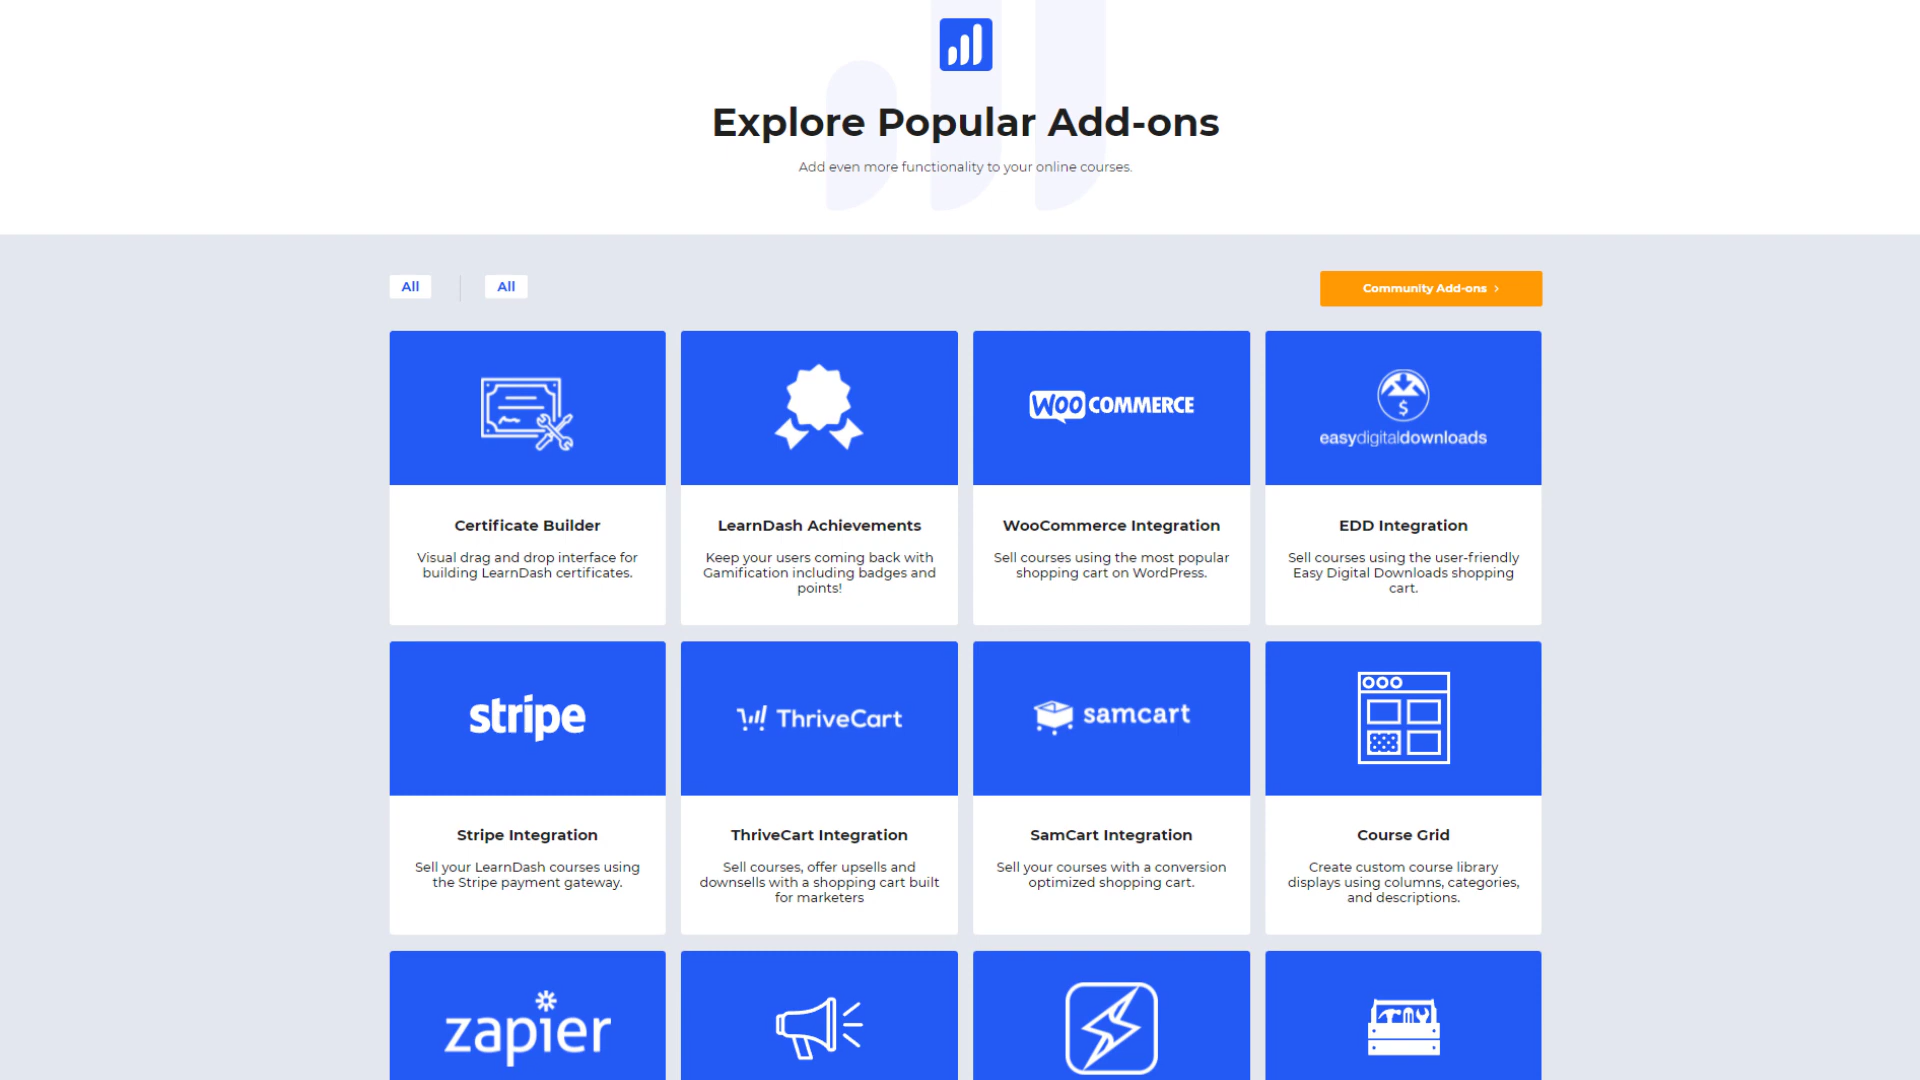 Explore Popular Add-ons
Add even more functionality to your online courses.
All
All
Community Add-ons
WOO COMMERCE
$
easydigitaldownloads
Certificate Builder
Visual drag and drop interface for
building LearnDash certificates.
LearnDash Achievements
Keep your users coming back with
Gamification including badges and
points!
WooCommerce Integration
Sell courses using the most popular
shopping cart on WordPress.
EDD Integration
Sell courses using the user-friendly
Easy Digital Downloads shopping
cart.
stripe
ThriveCart
samcart
Stripe Integration
Sell your LearnDash courses using
the Stripe payment gateway.
ThriveCart Integration
Sell courses, offer upsells and
downsells with a shopping cart built
for marketers
SamCart Integration
Sell your courses with a conversion
optimized shopping cart.
Course Grid
Create custom course library
displays using columns, categories,
and descriptions.
zapier